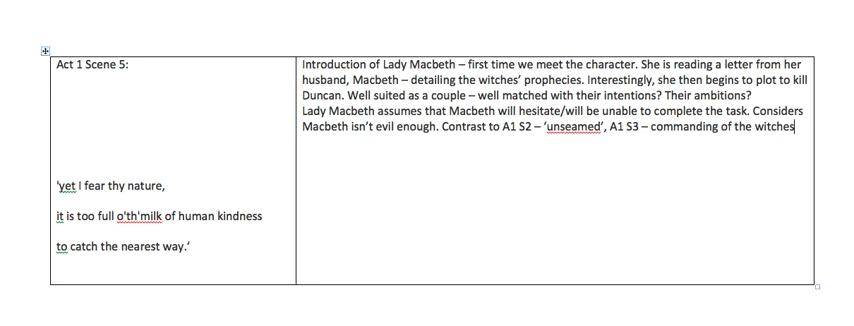 Act 1 Scene 5:
'yet I fear thy nature,
it is too full o'th'milk of human kindness
to catch the nearest way.'
Introduction of Lady Macbeth – first time we meet the character. She is reading a letter from her
husband, Macbeth – detailing the witches' prophecies. Interestingly, she then begins to plot to kill
Duncan. Well suited as a couple – well matched with their intentions? Their ambitions?
Lady Macbeth assumes that Macbeth will hesitate/will be unable to complete the task. Considers
Macbeth isn't evil enough. Contrast to A1 S2 – 'unseamed', A1 S3 – commanding of the witches